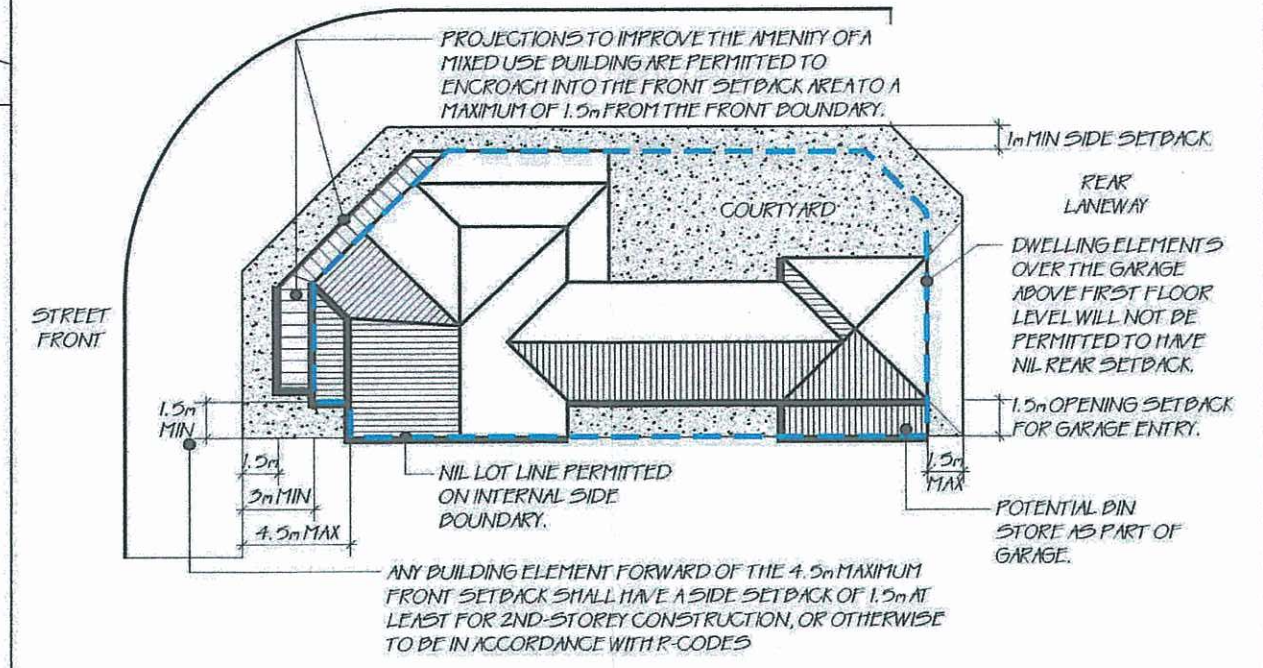 PROJECTIONS TO IMPROVE THE AMENITY OF A
MIXED USE BUILDING ARE PERMITTED TO
ENCROACH INTO THE FRONT SETBACK AREA TO A
MAXIMUM OF 1.5m FROM THE FRONT BOUNDARY.
1m MIN SIDE SETBACK.
REAR
LANEWAY
COURTYARD
DWELLING ELEMENTS
OVER THE GARAGE
ABOVE FIRST FLOOR
LEVEL WILL NOT BE
PERMITTED TO HAVE
NIL REAR SETBACK.
STREET
FRONT
1.5m
MIN
1.5m OPENING SETBACK
FOR GARAGE ENTRY.
1.5m
3m MIN
4.5m MAX
NIL LOT LINE PERMITTED
ON INTERNAL SIDE
BOUNDARY.
1.5m
MAX
POTENTIAL BIN
STORE AS PART OF
GARAGE.
ANY BUILDING ELEMENT FORWARD OF THE 4.5m MAXIMUM
FRONT SETBACK SHALL HAVE A SIDE SETBACK OF 1.5m AT
LEAST FOR 2ND-STOREY CONSTRUCTION, OR OTHERWISE
TO BE IN ACCORDANCE WITH R-CODES